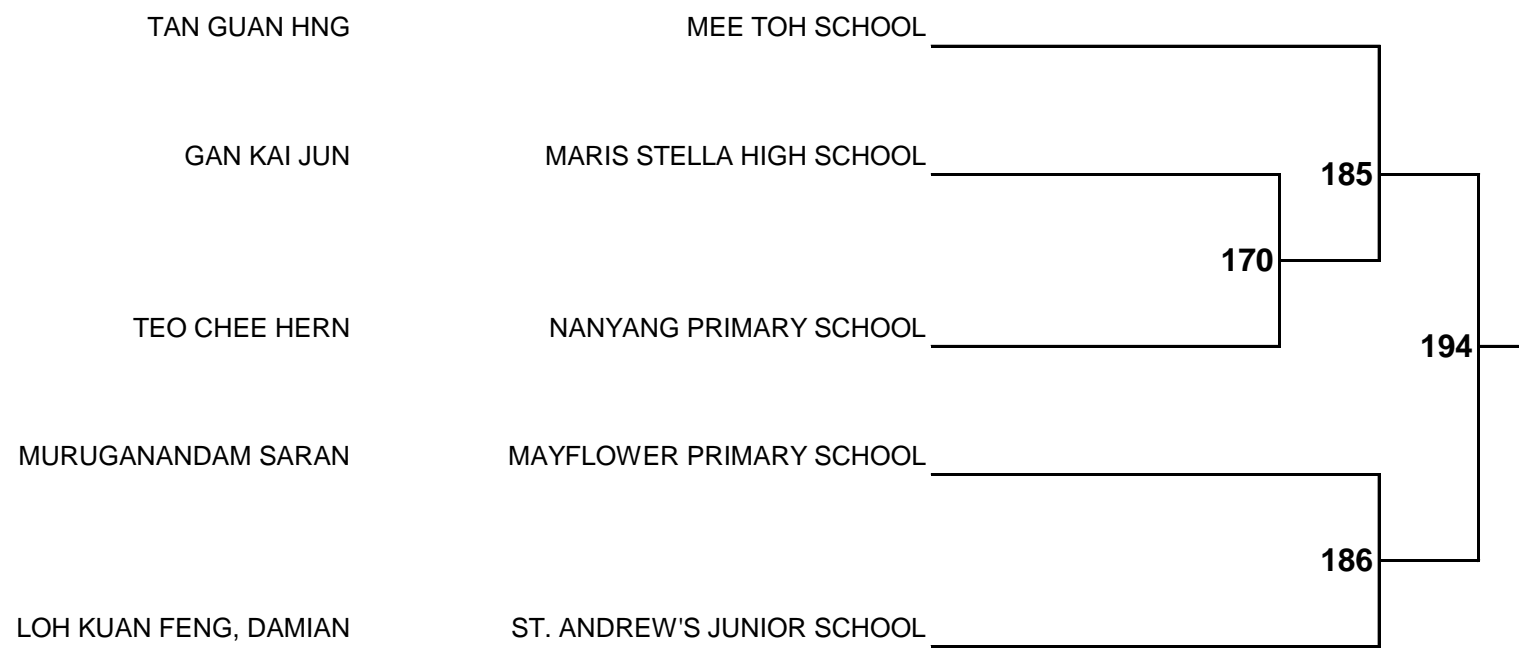 TAN GUAN HNG MEE TOH SCHOOL
GAN KAI JUN MARIS STELLA HIGH SCHOOL
185
170
TEO CHEE HERN NANYANG PRIMARY SCHOOL
194
MURUGANANDAM SARAN MAYFLOWER PRIMARY SCHOOL
186
LOH KUAN FENG, DAMIAN ST. ANDREW'S JUNIOR SCHOOL